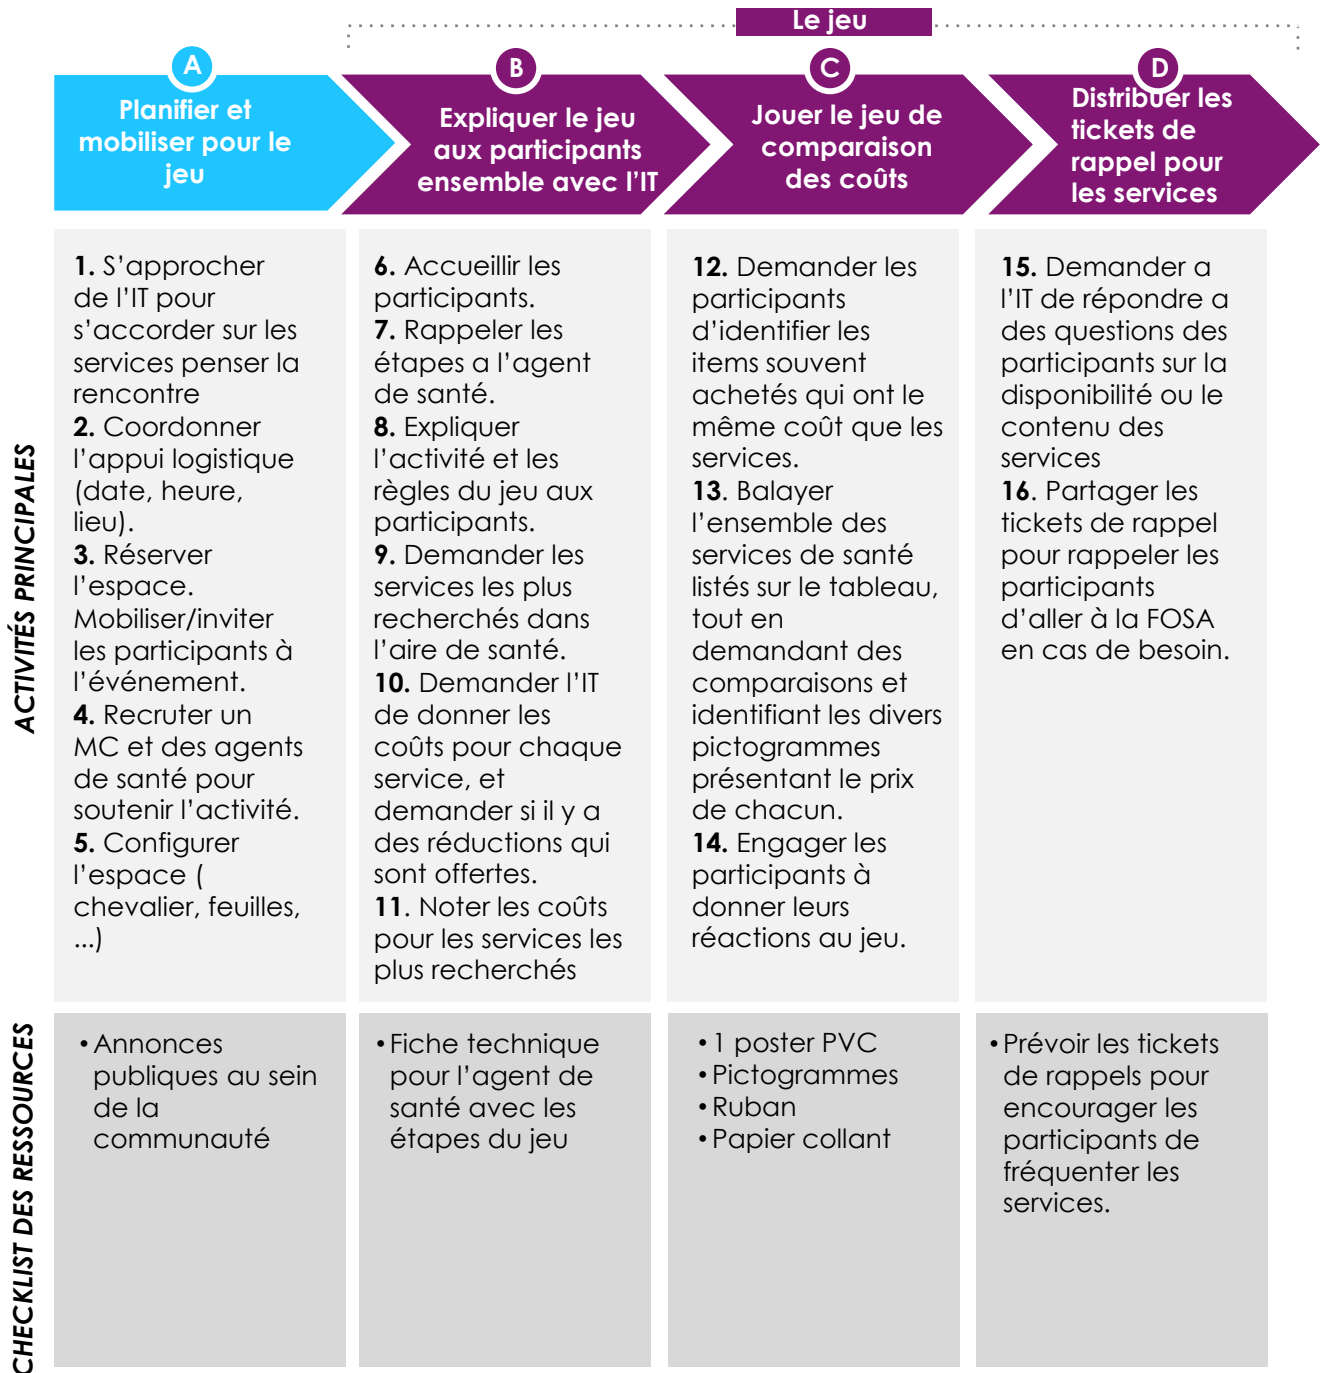 Le jeu
A
Planifier et
mobiliser pour le
jeu
B
Expliquer le jeu
aux participants
ensemble avec l’IT
C
Jouer le jeu de
comparaison
des coûts
D
Distribuer les
tickets de
rappel pour
les services
ACTIVITÉS PRINCIPALES
1. S’approcher
de l’IT pour
s’accorder sur les
services penser la
rencontre
2. Coordonner
l’appui logistique
(date, heure,
lieu).
3. Réserver
l’espace.
Mobiliser/inviter
les participants à
l’événement.
4. Recruter un
MC et des agents
de santé pour
soutenir l’activité.
5. Configurer
l’espace (
chevalier, feuilles,
...)
6. Accueillir les
participants.
7. Rappeler les
étapes a l’agent
de santé.
8. Expliquer
l’activité et les
règles du jeu aux
participants.
9. Demander les
services les plus
recherchés dans
l’aire de santé.
10. Demander l’IT
de donner les
coûts pour chaque
service, et
demander si il y a
des réductions qui
sont offertes.
11. Noter les coûts
pour les services les
plus recherchés
12. Demander les
participants
d’identifier les
items souvent
achetés qui ont le
même coût que les
services.
13. Balayer
l’ensemble des
services de santé
listés sur le tableau,
tout en
demandant des
comparaisons et
identifiant les divers
pictogrammes
présentant le prix
de chacun.
14. Engager les
participants à
donner leurs
réactions au jeu.
15. Demander a
l’IT de répondre a
des questions des
participants sur la
disponibilité ou le
contenu des
services
16. Partager les
tickets de rappel
pour rappeler les
participants
d’aller à la FOSA
en cas de besoin.
CHECKLIST DES RESSOURCES
• Annonces
publiques au sein
de la
communauté
• Fiche technique
pour l’agent de
santé avec les
étapes du jeu
• 1 poster PVC
• Pictogrammes
• Ruban
• Papier collant
• Prévoir les tickets
de rappels pour
encourager les
participants de
fréquenter les
services.